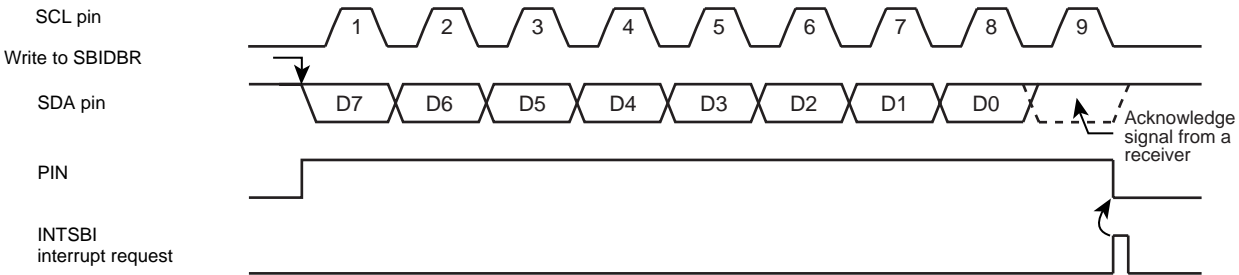 SCL pin
1 2 3 4 5 6 7 8 9
Write to SBIDBR
SDA pin
D7 D6 D5 D4 D3 D2 D1 D0
Acknowledge
signal from a
receiver
PIN
INTSBI
interrupt request